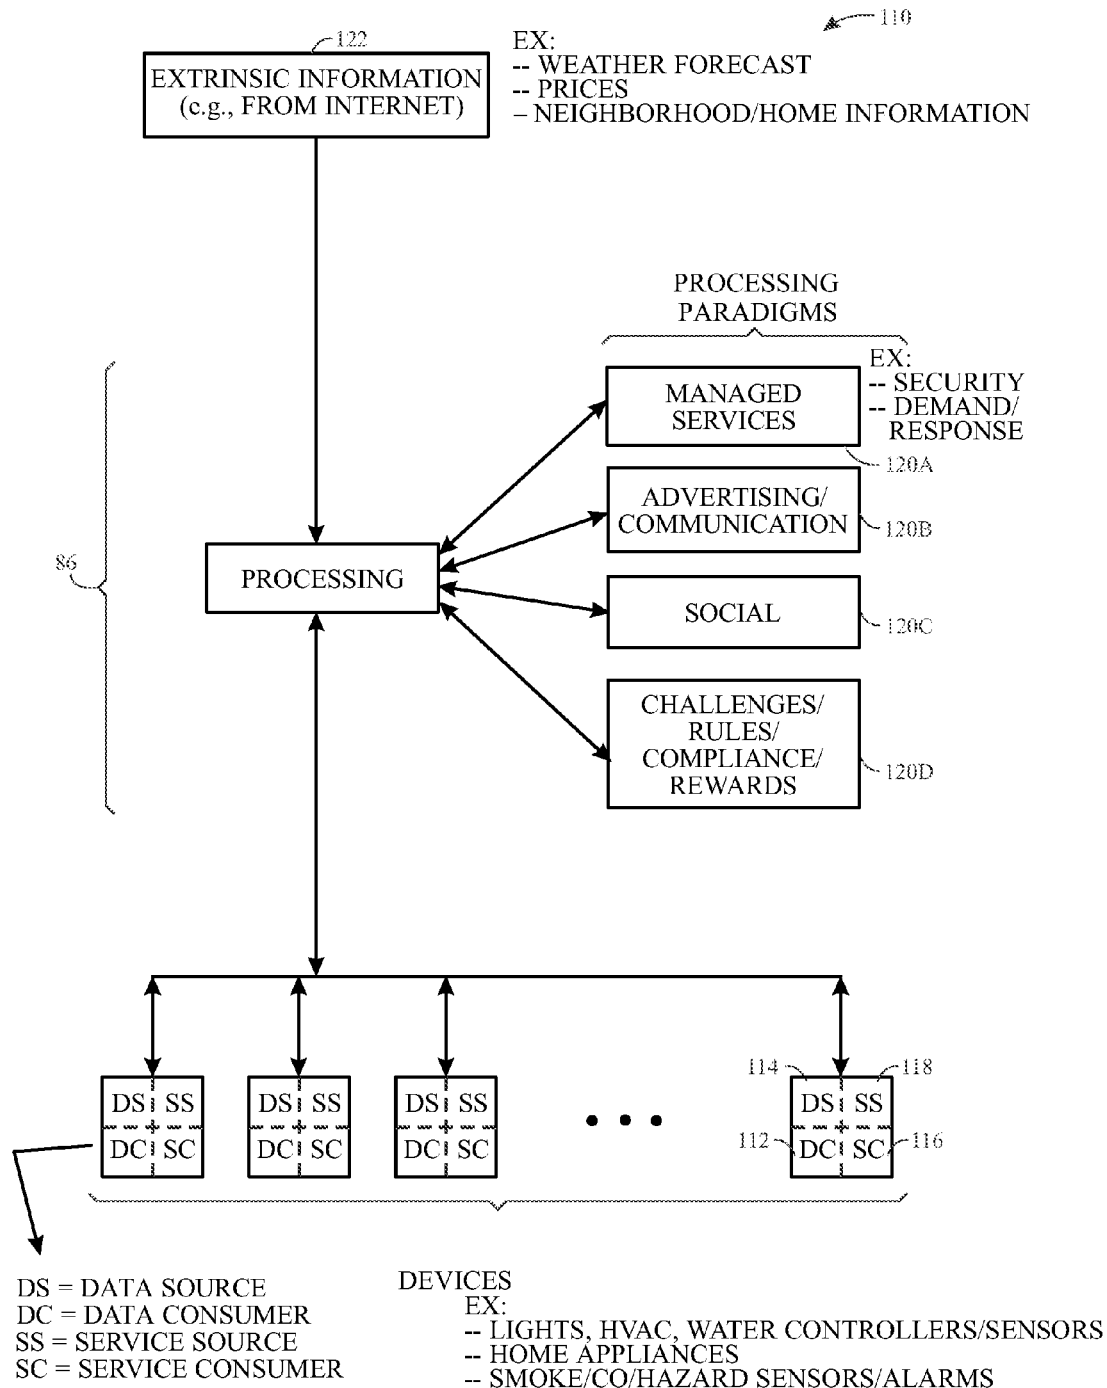 110
122
EXTRINSIC INFORMATION
(e.g., FROM INTERNET)
EX:
-- WEATHER FORECAST
-- PRICES
– NEIGHBORHOOD/HOME INFORMATION
PROCESSING
PARADIGMS
MANAGED
SERVICES
EX:
-- SECURITY
-- DEMAND/
RESPONSE
120A
ADVERTISING/
COMMUNICATION
120B
86
PROCESSING
SOCIAL
120C
CHALLENGES/
RULES/
COMPLIANCE/
REWARDS
120D
DS SS
DC SC
DS SS
DC SC
DS SS
DC SC
114
118
DS SS
DC SC
112
116
DS = DATA SOURCE
DC = DATA CONSUMER
SS = SERVICE SOURCE
SC = SERVICE CONSUMER
DEVICES
EX:
-- LIGHTS, HVAC, WATER CONTROLLERS/SENSORS
-- HOME APPLIANCES
-- SMOKE/CO/HAZARD SENSORS/ALARMS